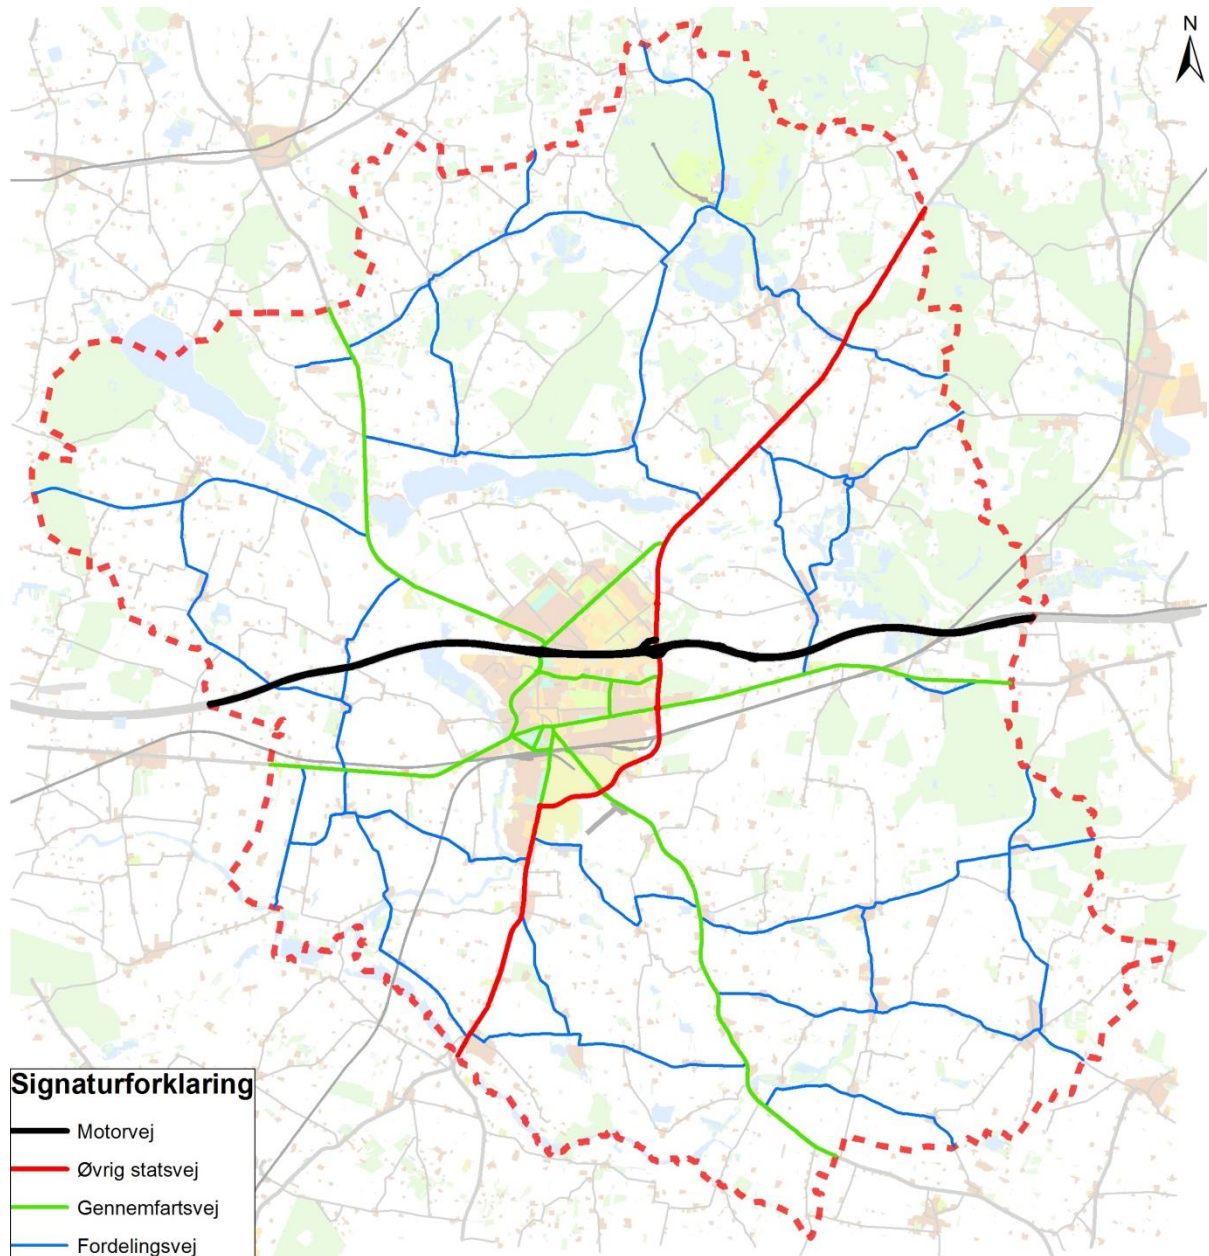 N
Signaturforklaring
Motorvej
Øvrig statsvej
Gennemfartsvej
Fordelingsvej